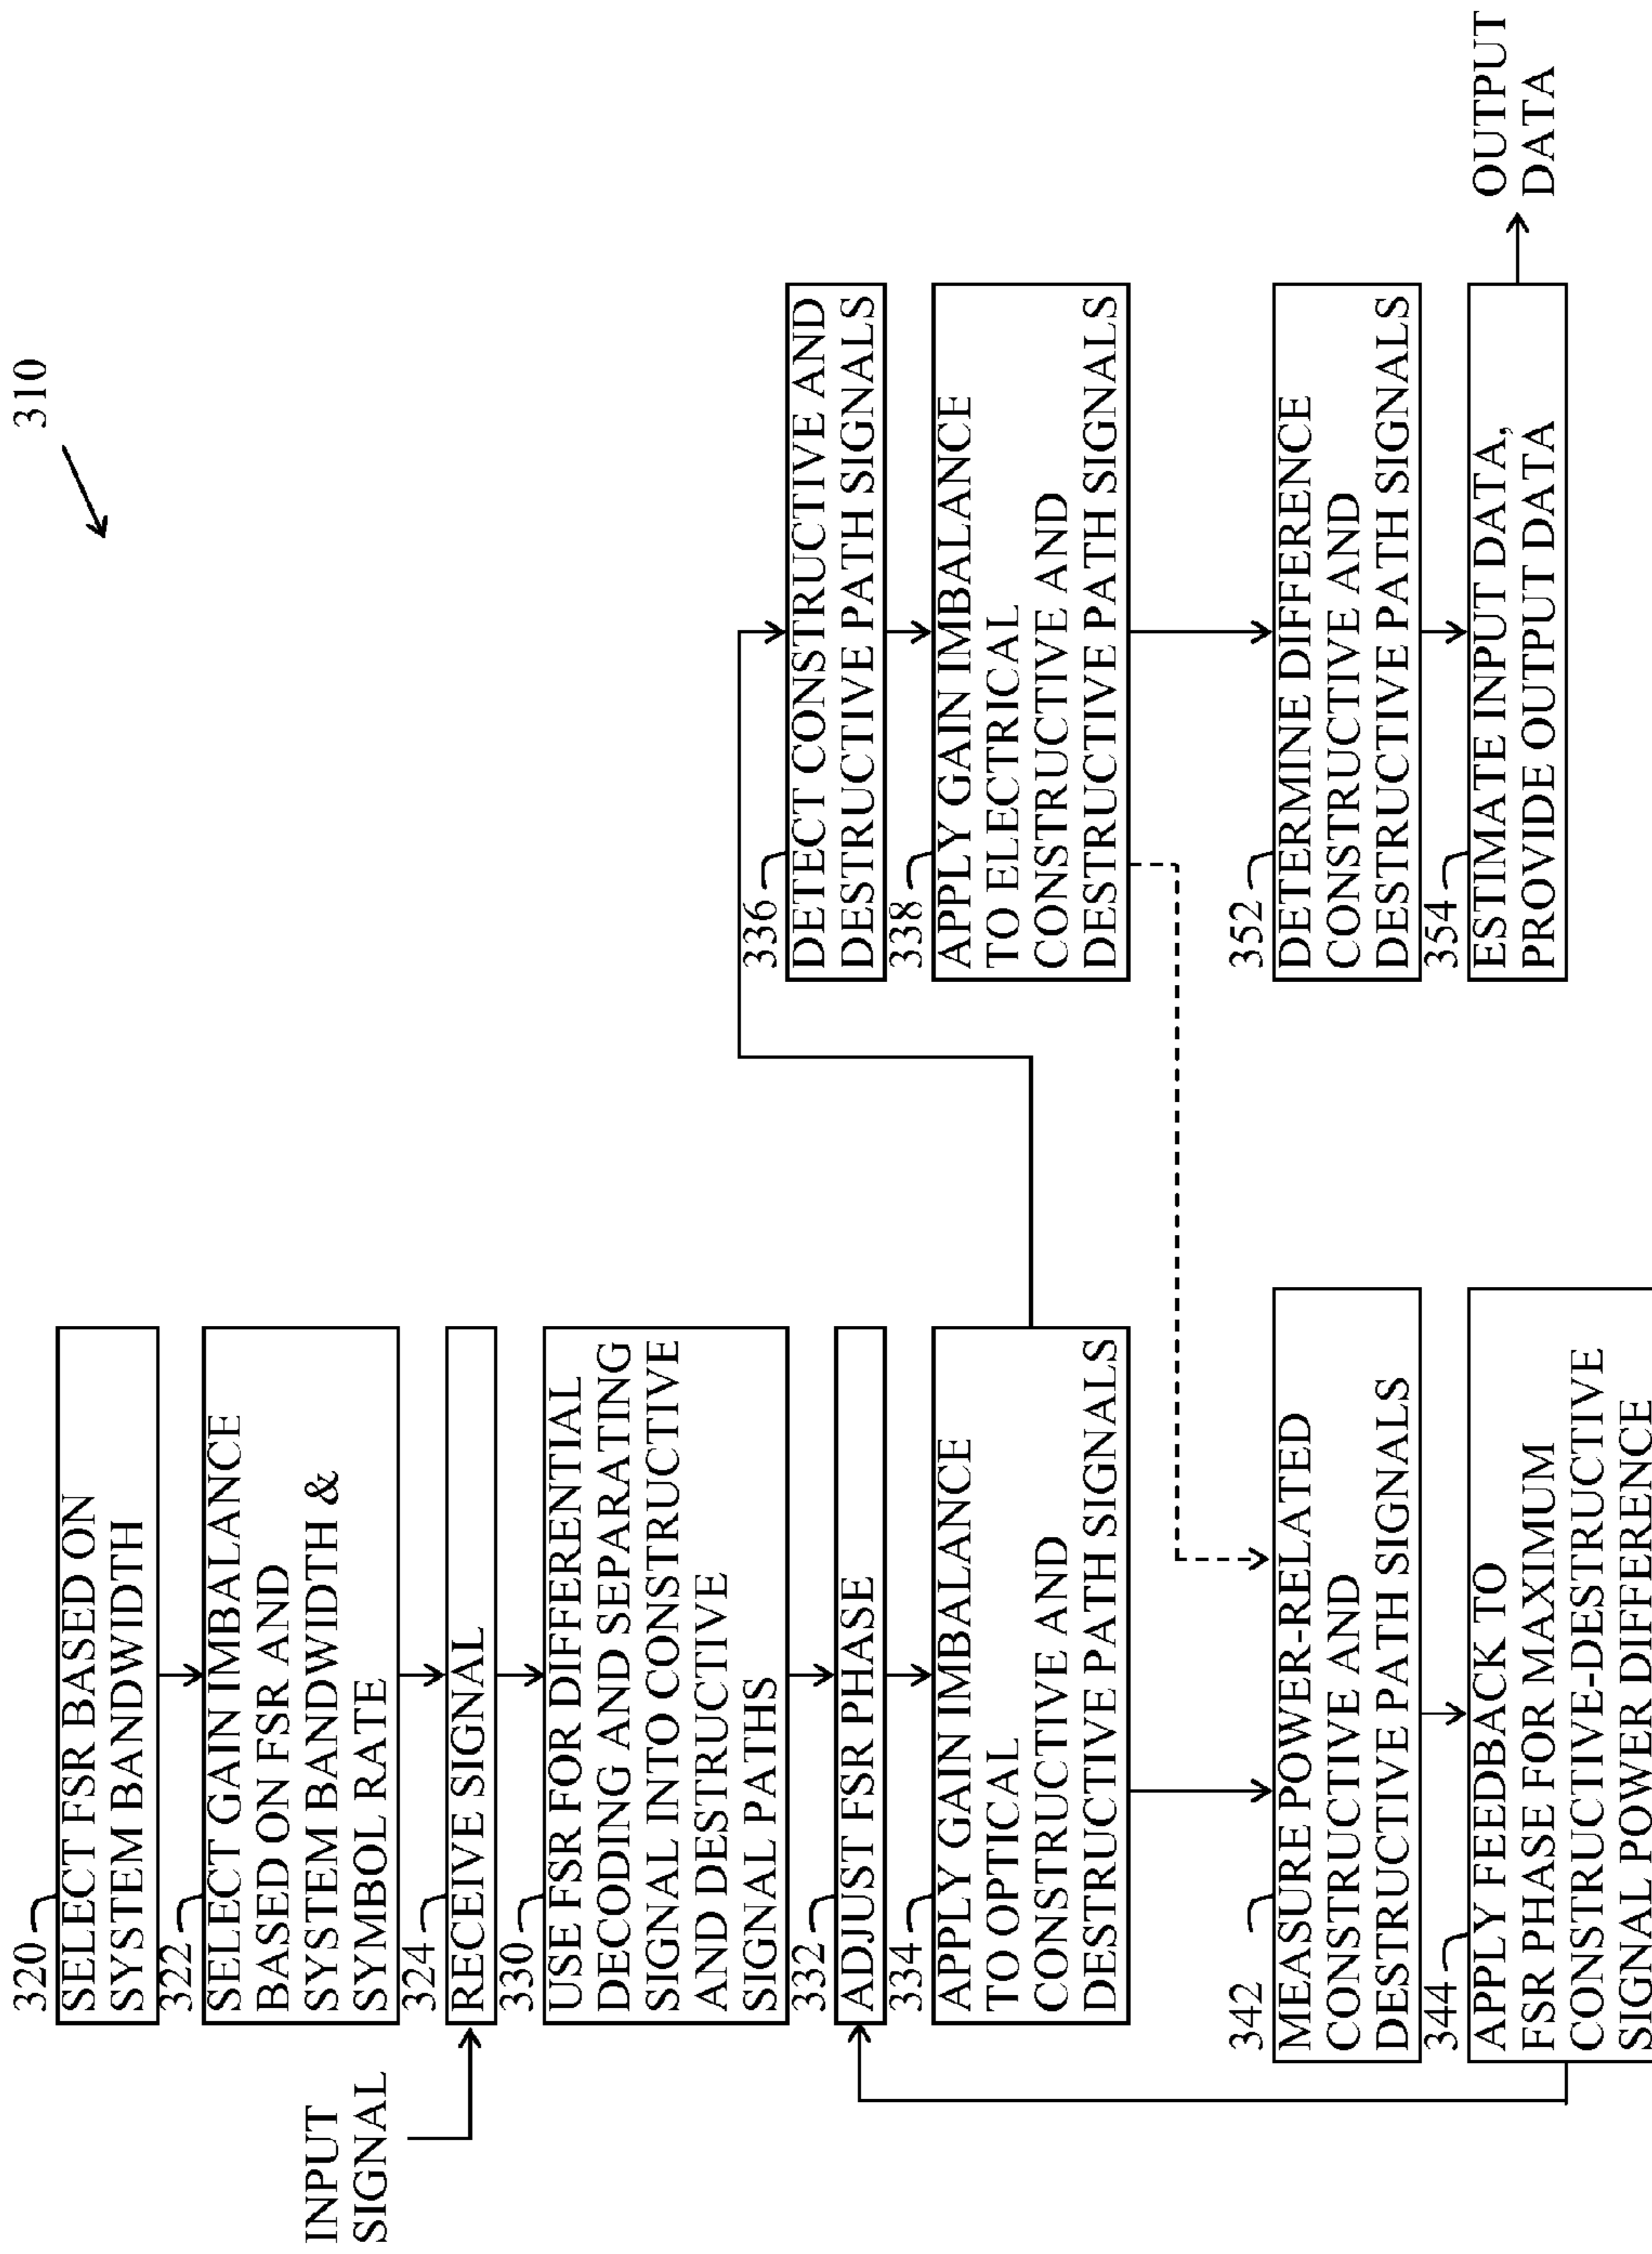 310
320
SELECT FSR BASED ON
SYSTEM BANDWIDTH
322
SELECT GAIN IMBALANCE
BASED ON FSR AND
SYSTEM BANDWIDTH &
SYMBOL RATE
INPUT
SIGNAL
324
RECEIVE SIGNAL
330
USE FSR FOR DIFFERENTIAL
DECODING AND SEPARATING
SIGNAL INTO CONSTRUCTIVE
AND DESTRUCTIVE
SIGNAL PATHS
332
ADJUST FSR PHASE
334
APPLY GAIN IMBALANCE
TO OPTICAL
CONSTRUCTIVE AND
DESTRUCTIVE PATH SIGNALS
342
MEASURE POWER-RELATED
CONSTRUCTIVE AND
DESTRUCTIVE PATH SIGNALS
344
APPLY FEEDBACK TO
FSR PHASE FOR MAXIMUM
CONSTRUCTIVE-DESTRUCTIVE
SIGNAL POWER DIFFERENCE
336
DETECT CONSTRUCTIVE AND
DESTRUCTIVE PATH SIGNALS
338
APPLY GAIN IMBALANCE
TO ELECTRICAL
CONSTRUCTIVE AND
DESTRUCTIVE PATH SIGNALS
352
DETERMINE DIFFERENCE
CONSTRUCTIVE AND
DESTRUCTIVE PATH SIGNALS
354
ESTIMATE INPUT DATA,
PROVIDE OUTPUT DATA
OUTPUT
DATA